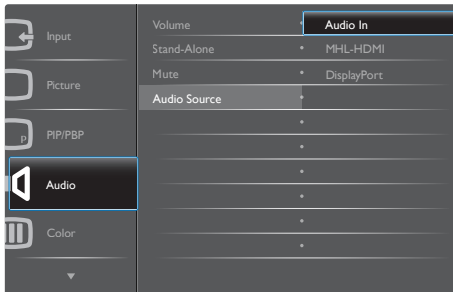 Input
Picture
P
PIP/PBP
Audio
Color
Volume
Stand-Alone
Mute
Audio Source
Audio In
MHL-HDMI
DisplayPort